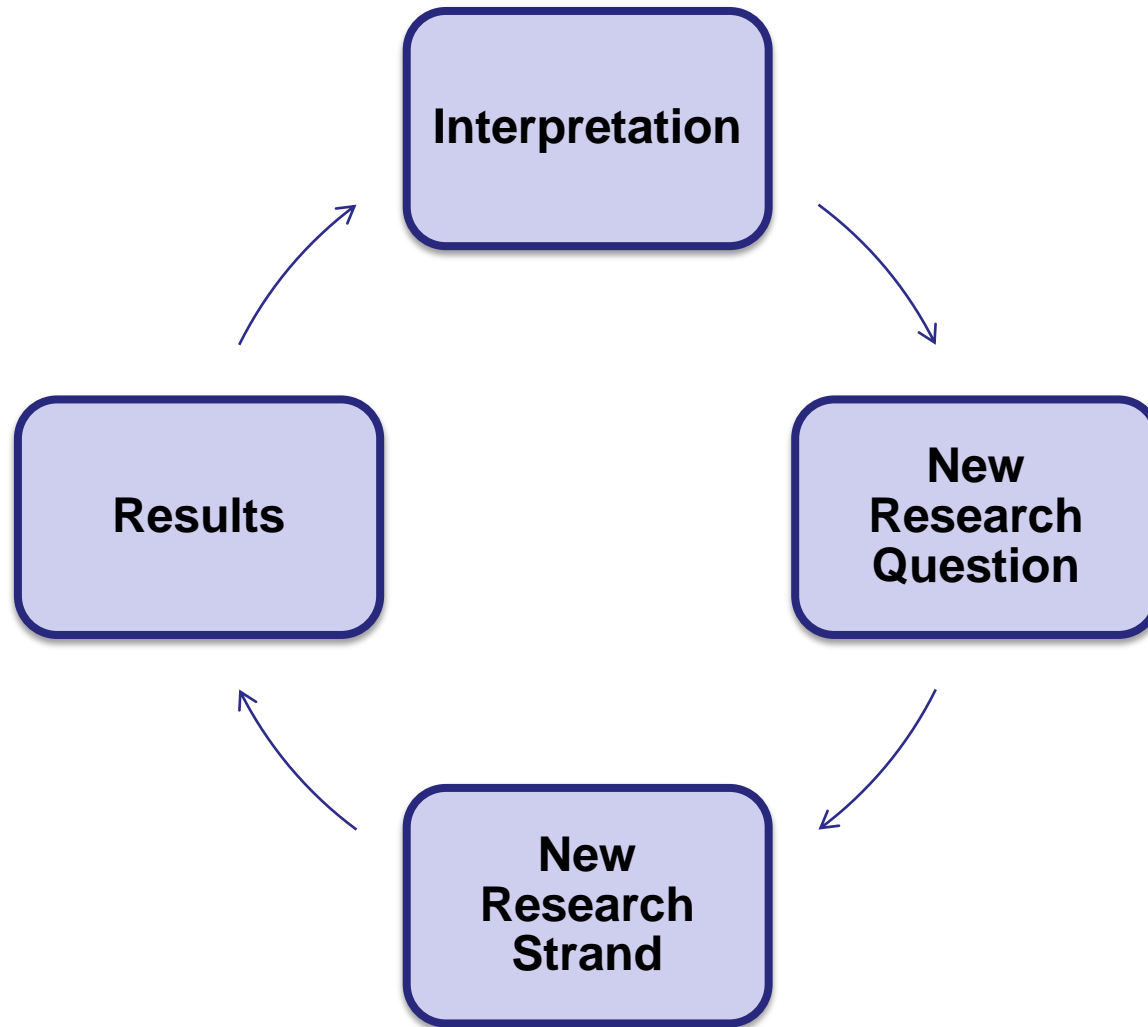 Interpretation
New
Research
Question
New
Research
Strand
Results